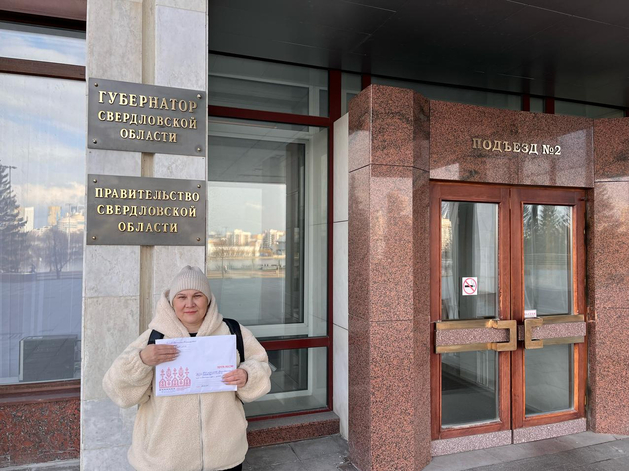 ГУБЕРНАТОР
СВЕРДЛОВСКОЙ
ОБЛАСТИ
ПРАВИТЕЛЬСТВО
СВЕРДЛОВСКОЙ
ОБЛАСТИ
ПОДЪЕЗД №2